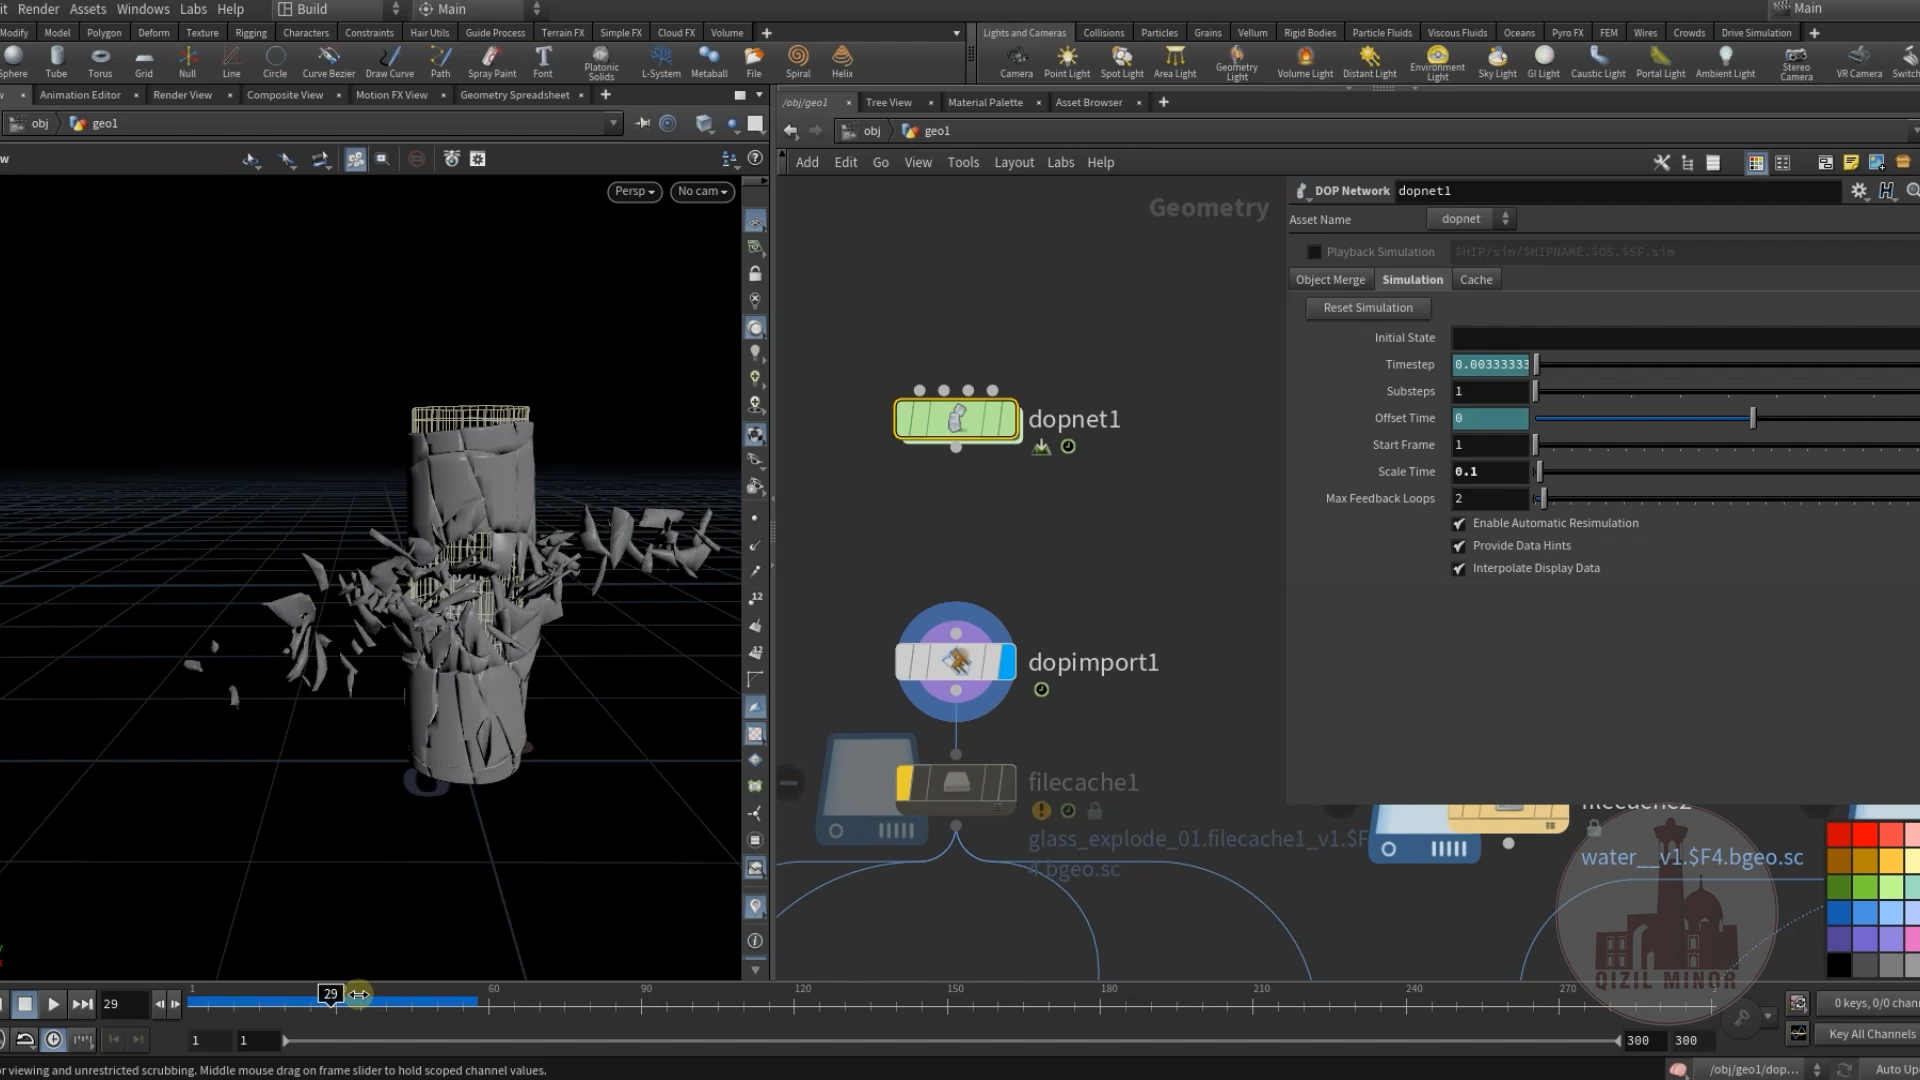 it Render Assets Windows Labs Help Build Main Main
Modify Model Polygon Deform Texture Rigging Characters Constraints Hair Utils Guide Process Terrain FX Simple FX Cloud FX Volume
Lights and Cameras Collisions Particles Grains Vellum Rigid Bodies Particle Fluids Viscous Fluids Oceans Pyro FX FEM Wires Crowds Drive Simulation
Sphere Tube Torus Grid Null Line Circle Curve Bezier Draw Curve Path Spray Paint Font Platonic Solids L-System Metaball File Spiral Helix
Camera Point Light Spot Light Area Light Geometry Light Volume Light Distant Light Environment Light Sky Light GI Light Caustic Light Portal Light Ambient Light Stereo Camera VR Camera Switch
Animation Editor Render View Composite View Motion FX View Geometry Spreadsheet
/obj/geo1 Tree View Material Palette Asset Browser
obj geo1
obj geo1
w
Add Edit Go View Tools Layout Labs Help
Persp No cam
Geometry
DOP Network dopnet1
Asset Name dopnet
Playback Simulation $HIP/sim/$HIPNAME.$OS.$SF.sim
Object Merge Simulation Cache
Reset Simulation
Initial State
Timestep 0.00333333
Substeps 1
Offset Time 0
Start Frame 1
Scale Time 0.1
Max Feedback Loops 2
Enable Automatic Resimulation
Provide Data Hints
Interpolate Display Data
dopnet1
dopimport1
filecache1
glass_explode_01.filecache1_v1.$F
4.bgeo.sc
filecache2
water__v1.$F4.bgeo.sc
QIZIL MINOR
12
12
29 1 29 60 90 120 150 180 210 240 270
0 keys, 0/0 chann
1 1 300 300
Key All Channels
or viewing and unrestricted scrubbing. Middle mouse drag on frame slider to hold scoped channel values.
/obj/geo1/dop... Auto Up